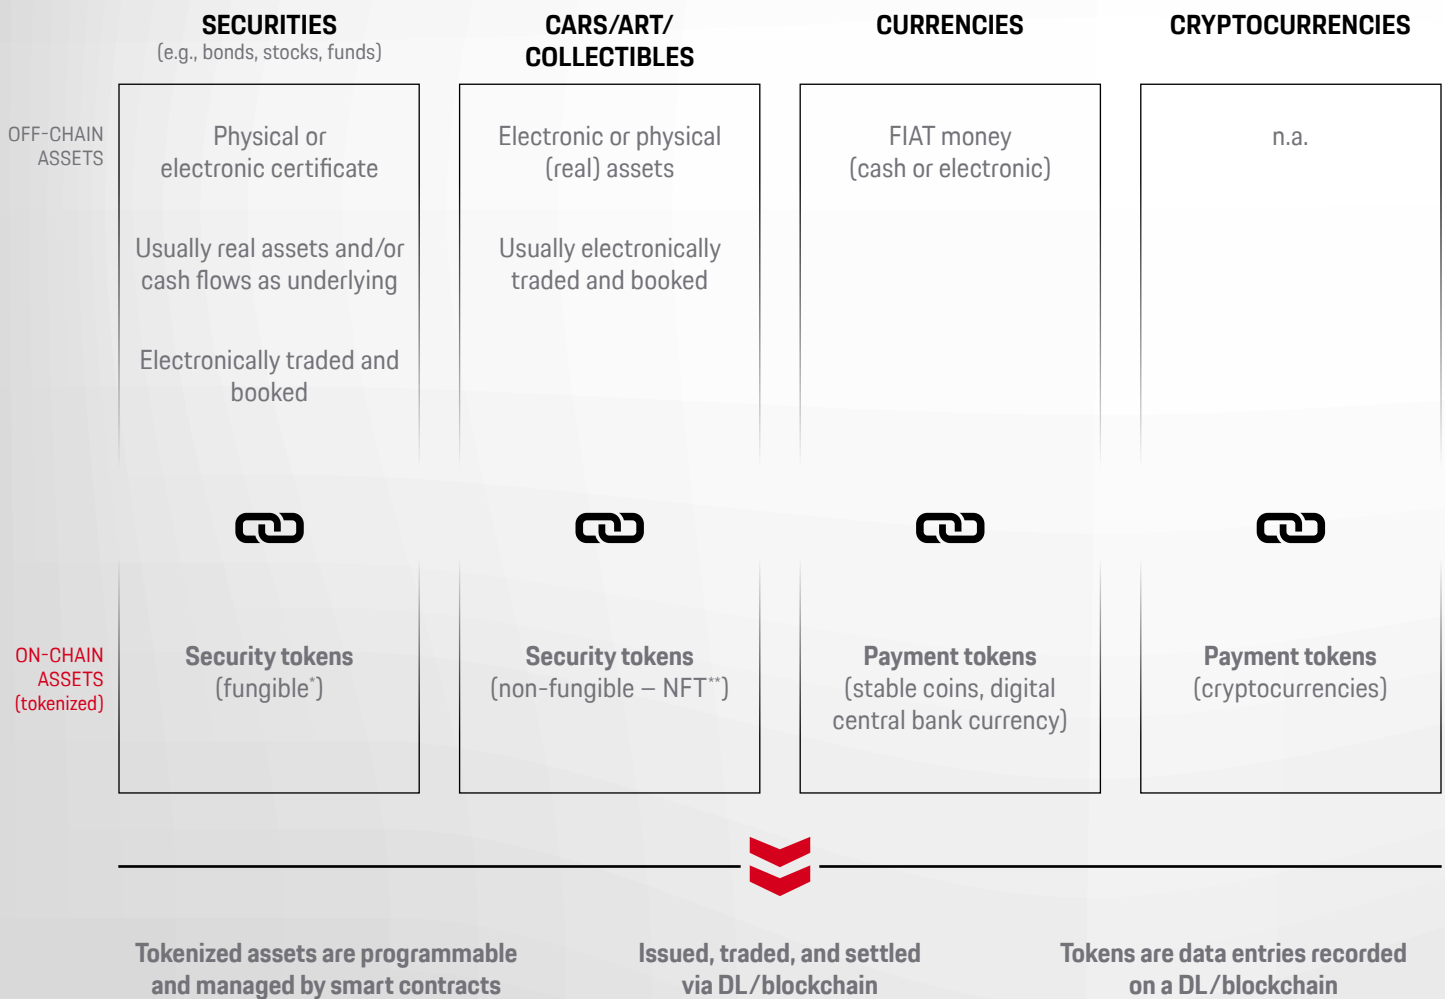 SECURITIES
(e.g., bonds, stocks, funds)
CARS/ART/
COLLECTIBLES
CURRENCIES
CRYPTOCURRENCIES
OFF-CHAIN
ASSETS
Physical or
electronic certificate
Usually real assets and/or
cash flows as underlying
Electronically traded and
booked
Electronic or physical
(real) assets
Usually electronically
traded and booked
FIAT money
(cash or electronic)
n.a.
ON-CHAIN
ASSETS
(tokenized)
Security tokens
(fungible*)
Security tokens
(non-fungible – NFT**)
Payment tokens
(stable coins, digital
central bank currency)
Payment tokens
(cryptocurrencies)
Tokenized assets are programmable
and managed by smart contracts
Issued, traded, and settled
via DL/blockchain
Tokens are data entries recorded
on a DL/blockchain